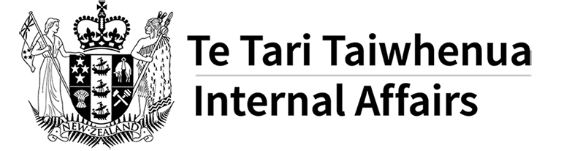 Te Tari Taiwhenua
Internal Affairs
NEW ZEALAND